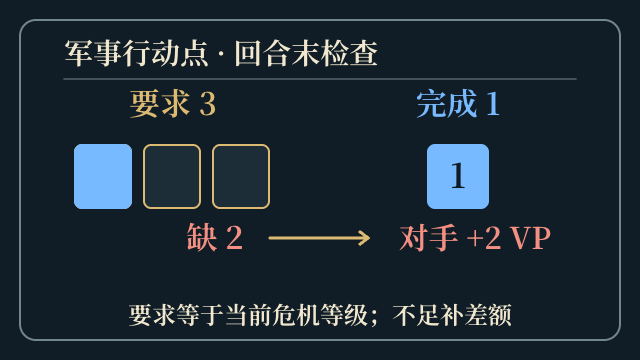 军事行动点 · 回合末检查
要求 3
完成 1
1
缺 2
对手 +2 VP
要求等于当前危机等级；不足补差额